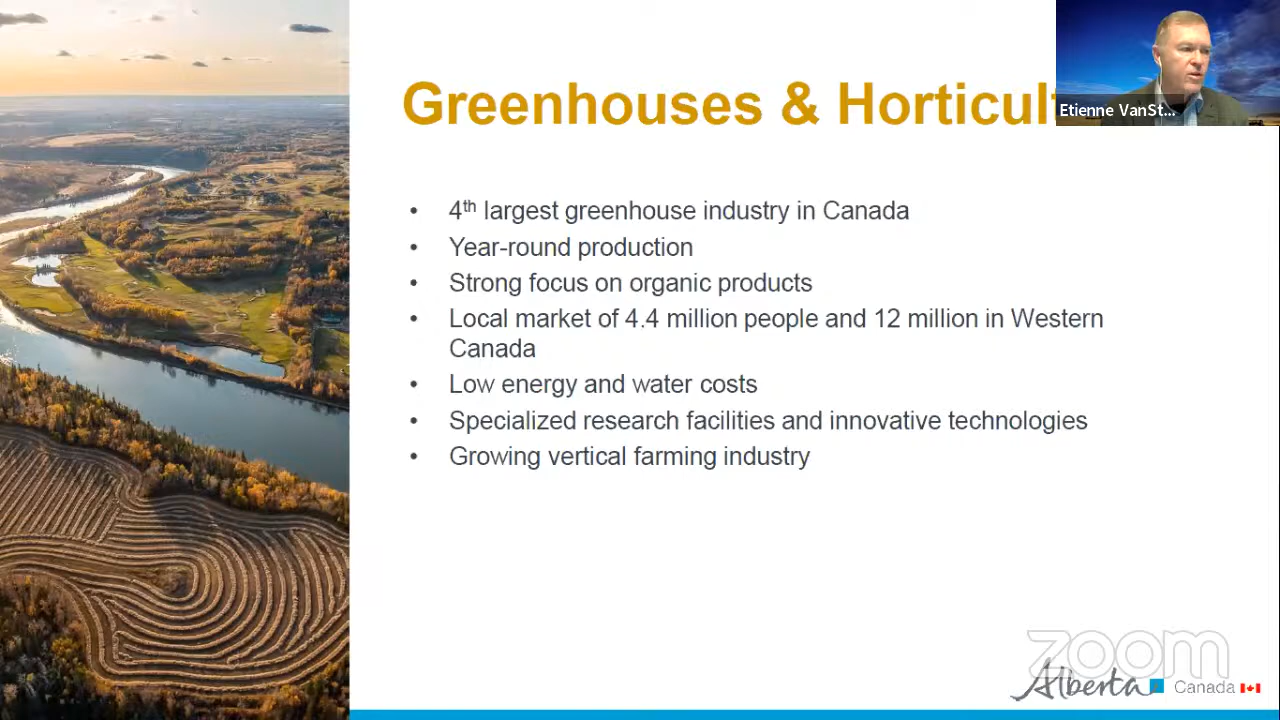 Greenhouses & Horticult
Etienne VanSt...
• 4th largest greenhouse industry in Canada
• Year-round production
• Strong focus on organic products
• Local market of 4.4 million people and 12 million in Western
Canada
• Low energy and water costs
• Specialized research facilities and innovative technologies
• Growing vertical farming industry
zoom
Alberta Canada